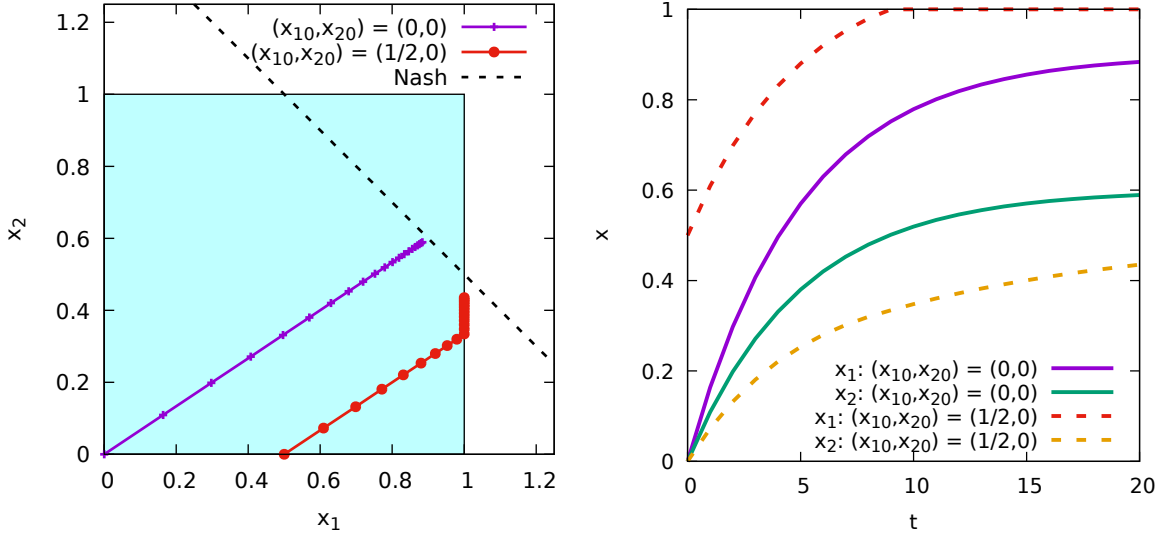 (x10,x20) = (0,0)
(x10,x20) = (1/2,0)
Nash
0
0.2
0.4
0.6
0.8
1
1.2
0 0.2 0.4 0.6 0.8 1 1.2
x1
x2
0
0.2
0.4
0.6
0.8
1
0 5 10 15 20
t
x
x1: (x10,x20) = (0,0)
x2: (x10,x20) = (0,0)
x1: (x10,x20) = (1/2,0)
x2: (x10,x20) = (1/2,0)